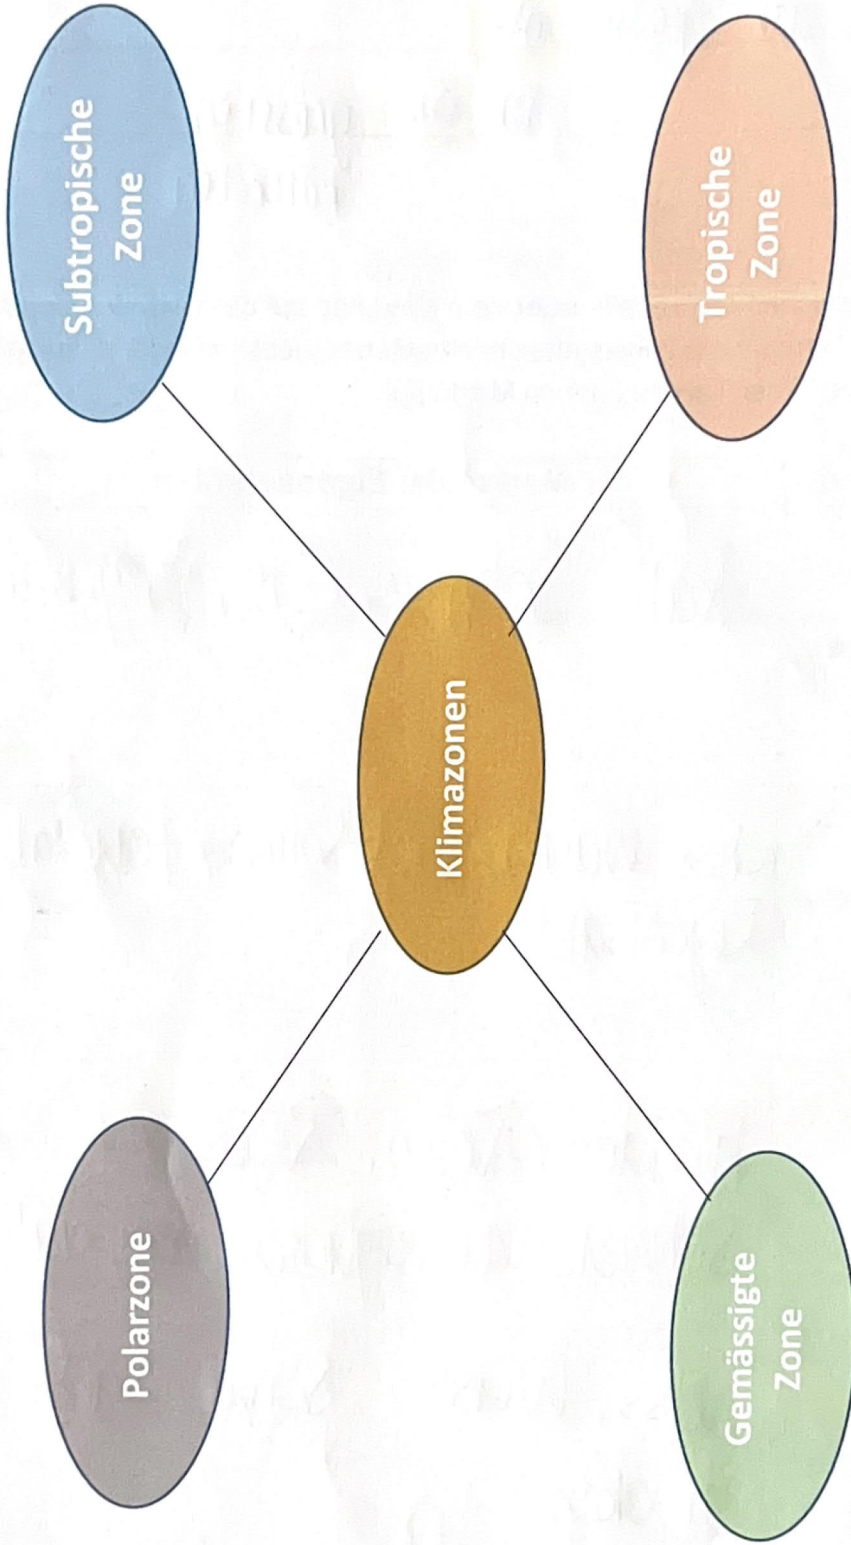 Polarzone
Subtropische
Zone
Klimazonen
Gemässigte
Zone
Tropische
Zone